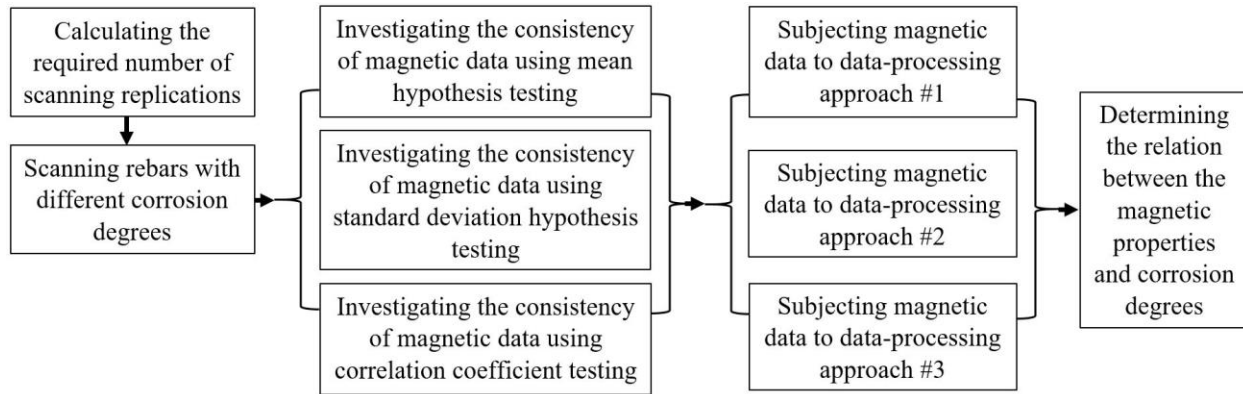 Calculating the
required number of
scanning replications
Scanning rebars with
different corrosion
degrees
Investigating the consistency
of magnetic data using mean
hypothesis testing
Investigating the consistency
of magnetic data using
standard deviation hypothesis
testing
Investigating the consistency
of magnetic data using
correlation coefficient testing
Subjecting magnetic
data to data-processing
approach #1
Subjecting magnetic
data to data-processing
approach #2
Subjecting magnetic
data to data-processing
approach #3
Determining
the relation
between the
magnetic
properties
and corrosion
degrees